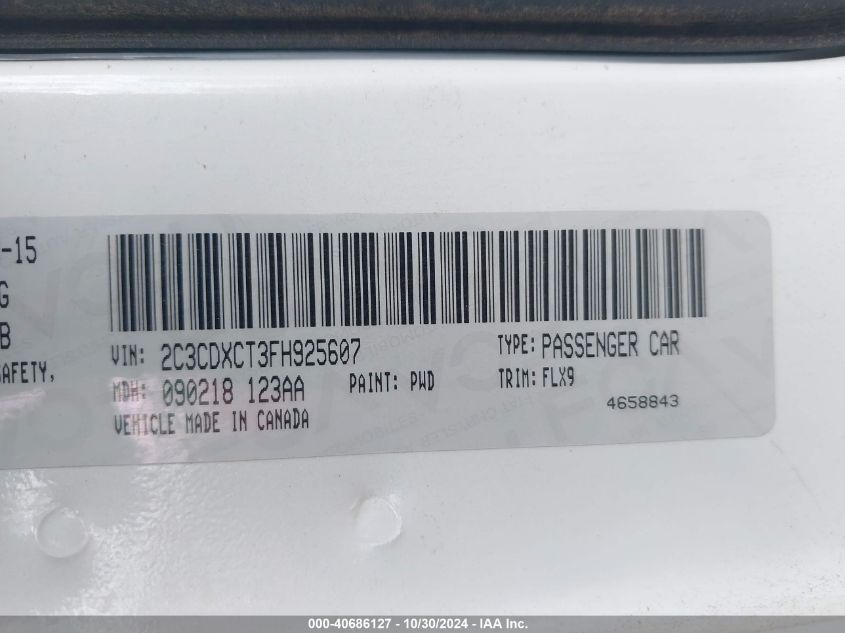 -15
G
B
SAFETY,
VIN: 2C3CDXCT3FH925607
TYPE: PASSENGER CAR
MDH: 090218 123AA
PAINT: PWD
TRIM: FLX9
VEHICLE MADE IN CANADA
4658843
000-40686127 - 10/30/2024 - IAA Inc.